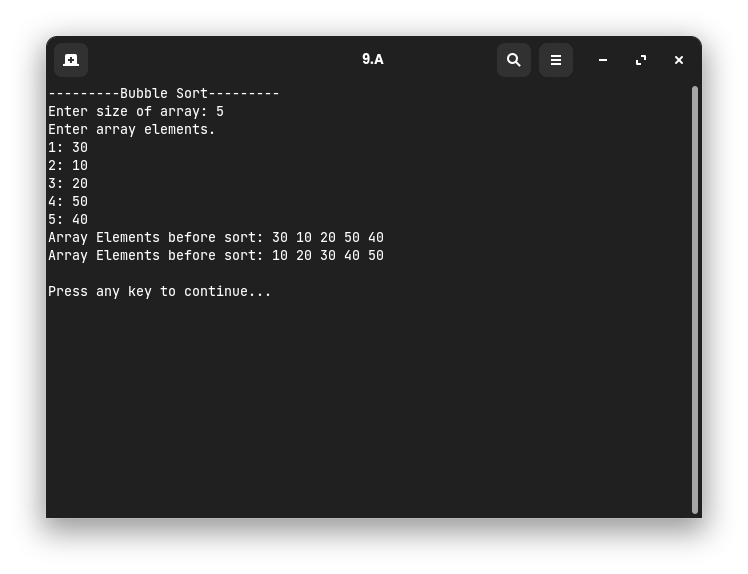 9.A
---------Bubble Sort---------
Enter size of array: 5
Enter array elements.
1: 30
2: 10
3: 20
4: 50
5: 40
Array Elements before sort: 30 10 20 50 40
Array Elements before sort: 10 20 30 40 50
Press any key to continue...